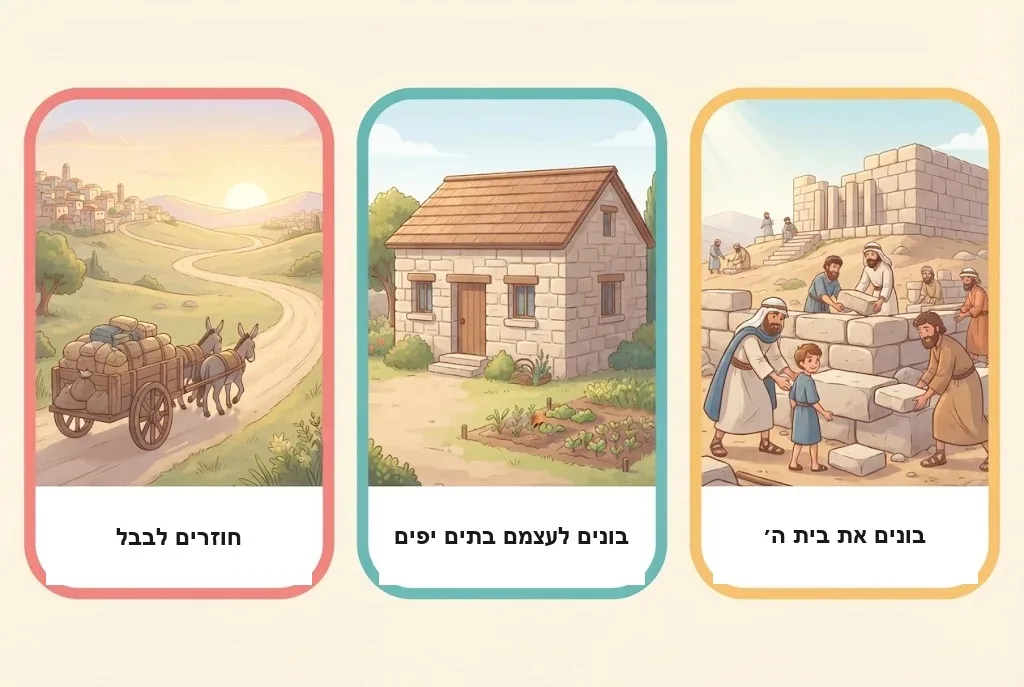 בונים את בית ה׳
בונים לעצמם בתים יפים
חוזרים לבבל